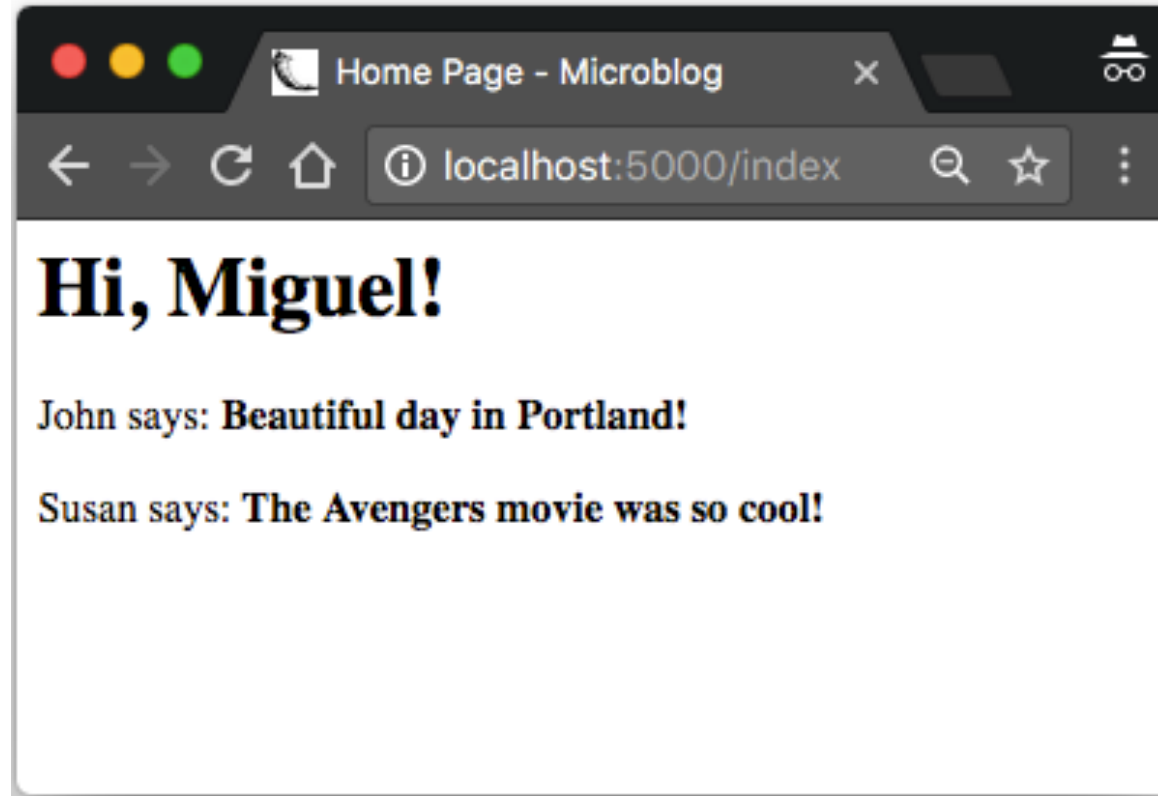 Home Page - Microblog
localhost:5000/index
Hi, Miguel!
John says: Beautiful day in Portland!
Susan says: The Avengers movie was so cool!